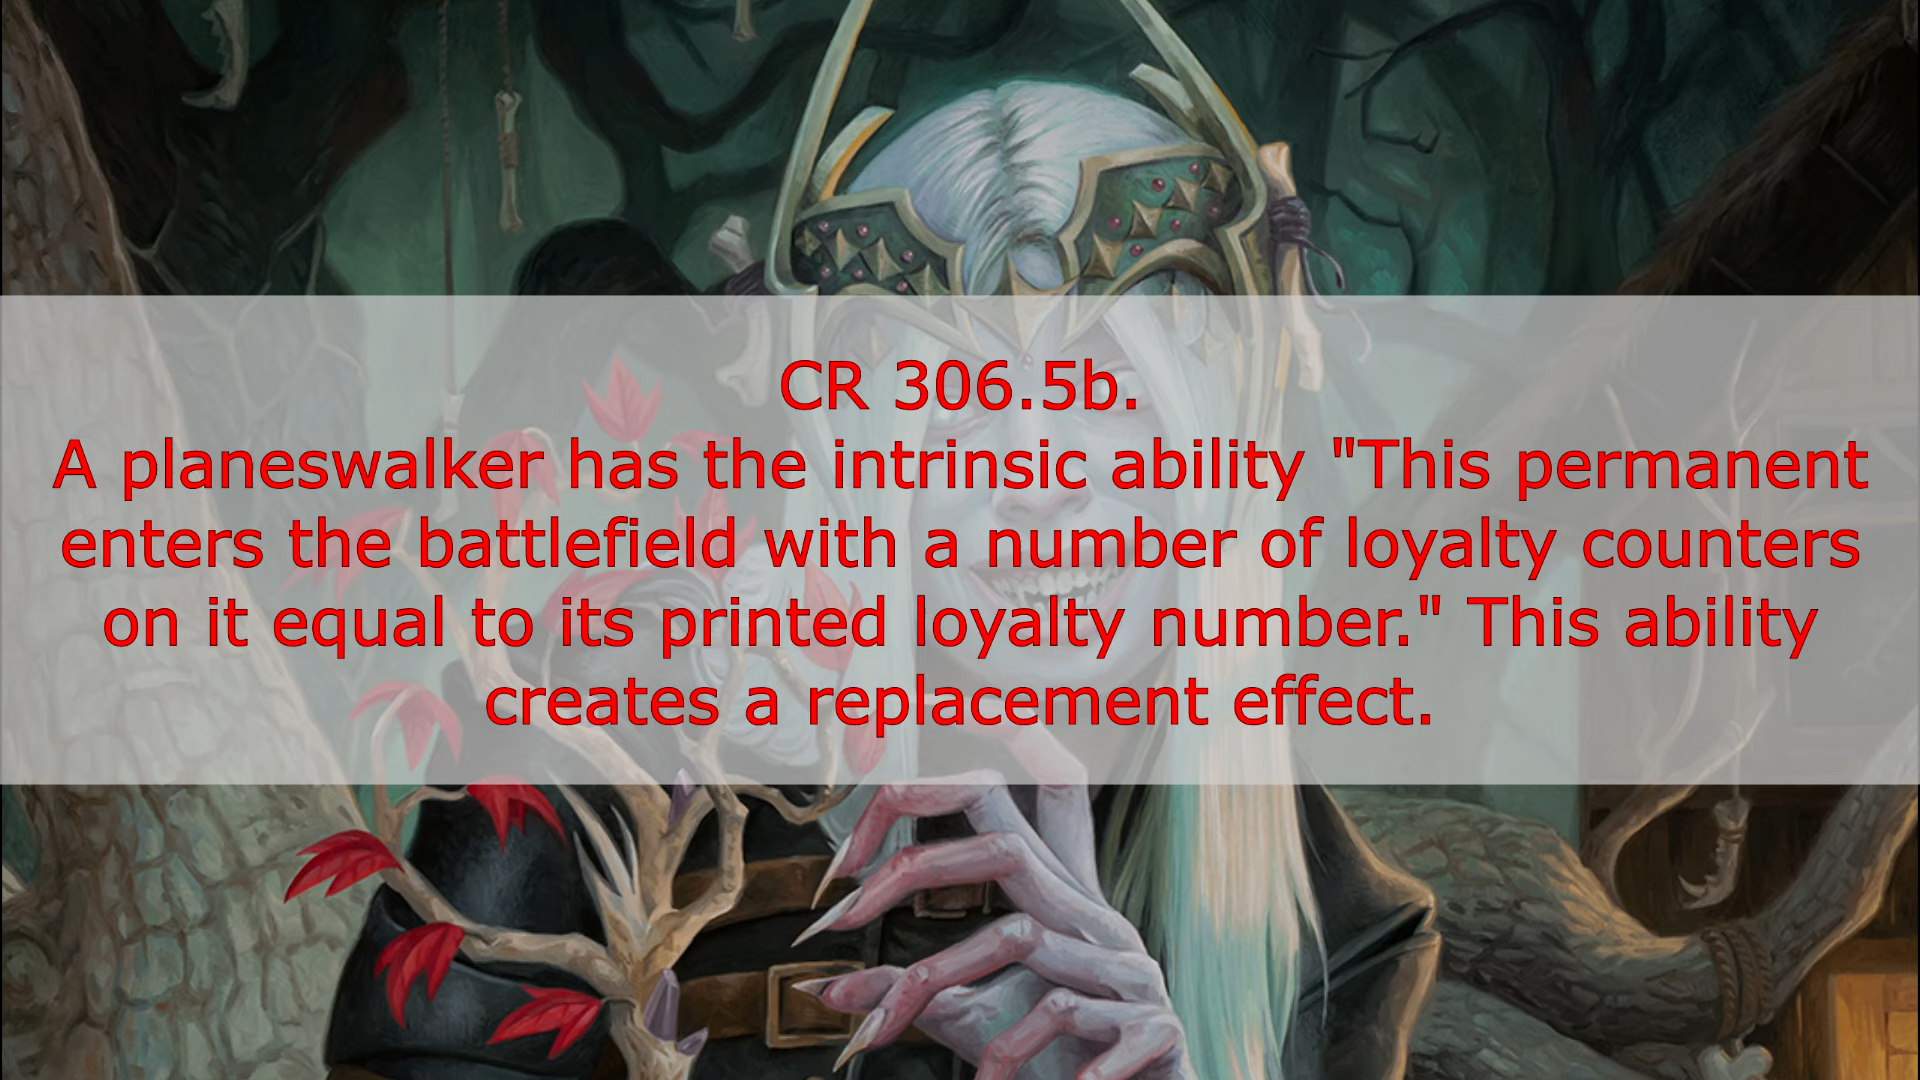 CR 306.5b.
A planeswalker has the intrinsic ability "This permanent
enters the battlefield with a number of loyalty counters
on it equal to its printed loyalty number." This ability
creates a replacement effect.